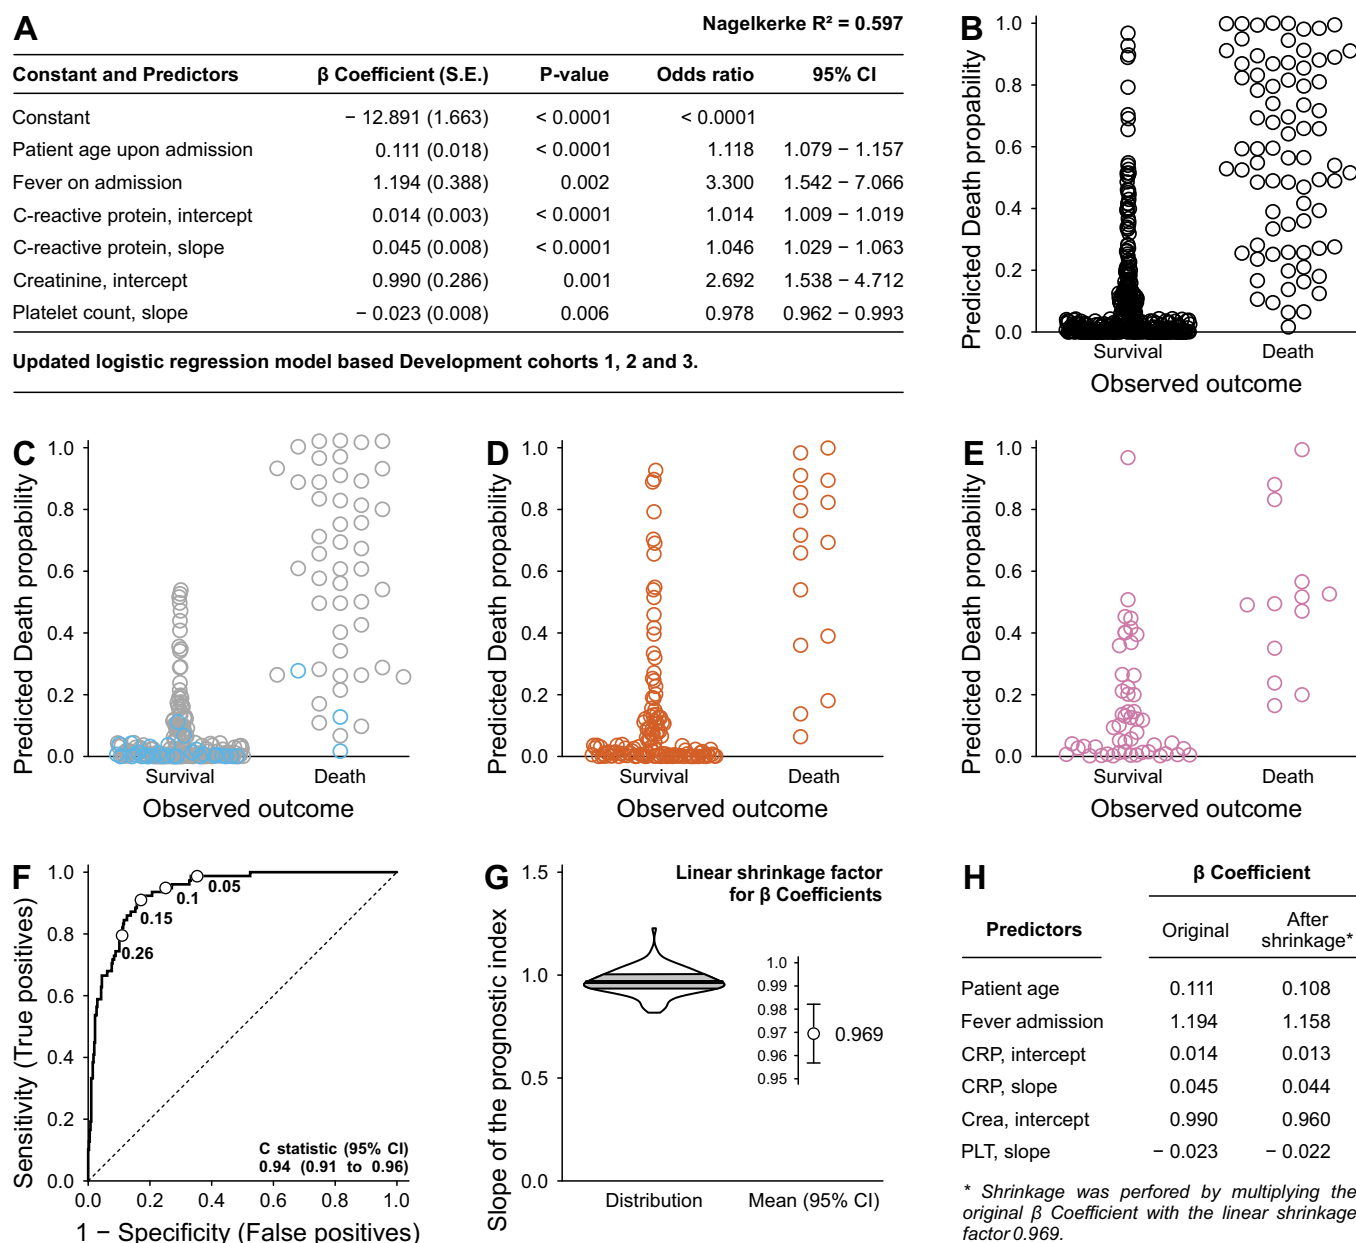 A
Nagelkerke R² = 0.597
Constant and Predictors β Coefficient (S.E.) P-value Odds ratio 95% CI
Constant − 12.891 (1.663) < 0.0001 < 0.0001
Patient age upon admission 0.111 (0.018) < 0.0001 1.118 1.079 − 1.157
Fever on admission 1.194 (0.388) 0.002 3.300 1.542 − 7.066
C-reactive protein, intercept 0.014 (0.003) < 0.0001 1.014 1.009 − 1.019
C-reactive protein, slope 0.045 (0.008) < 0.0001 1.046 1.029 − 1.063
Creatinine, intercept 0.990 (0.286) 0.001 2.692 1.538 − 4.712
Platelet count, slope − 0.023 (0.008) 0.006 0.978 0.962 − 0.993
Updated logistic regression model based Development cohorts 1, 2 and 3.
B
Predicted Death propability
1.0
0.8
0.6
0.4
0.2
0.0
Survival Death
Observed outcome
C
Predicted Death propability
1.0
0.8
0.6
0.4
0.2
0.0
Survival Death
Observed outcome
D
Predicted Death propability
1.0
0.8
0.6
0.4
0.2
0.0
Survival Death
Observed outcome
E
Predicted Death propability
1.0
0.8
0.6
0.4
0.2
0.0
Survival Death
Observed outcome
F
Sensitivity (True positives)
1.0
0.8
0.6
0.4
0.2
0.0
0.05
0.1
0.15
0.26
C statistic (95% CI)
0.94 (0.91 to 0.96)
0.0 0.2 0.4 0.6 0.8 1.0
1 − Specificity (False positives)
G
Slope of the prognostic index
1.5
1.0
0.5
0.0
Linear shrinkage factor
for β Coefficients
1.0
0.99
0.98
0.97
0.96
0.95
0.969
Distribution Mean (95% CI)
H
β Coefficient
Predictors Original After
shrinkage*
Patient age 0.111 0.108
Fever admission 1.194 1.158
CRP, intercept 0.014 0.013
CRP, slope 0.045 0.044
Crea, intercept 0.990 0.960
PLT, slope − 0.023 − 0.022
* Shrinkage was perfored by multiplying the
original β Coefficient with the linear shrinkage
factor 0.969.